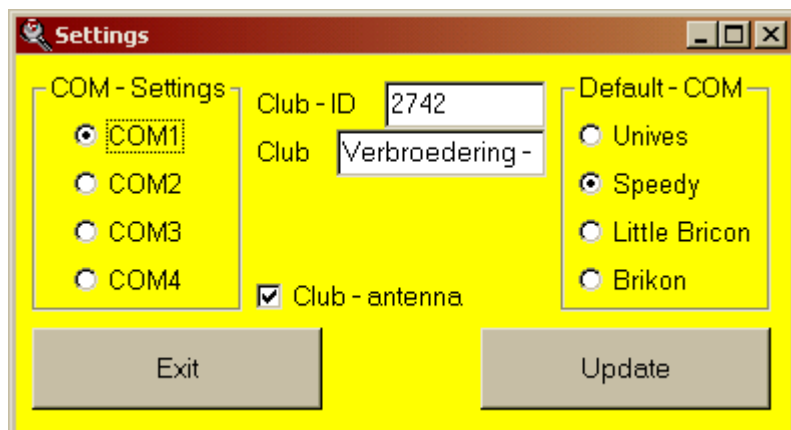 Settings
COM - Settings
COM1
COM2
COM3
COM4
Club - ID 2742
Club Verbroedering -
Club - antenna
Default - COM
Unives
Speedy
Little Bricon
Brikon
Exit
Update